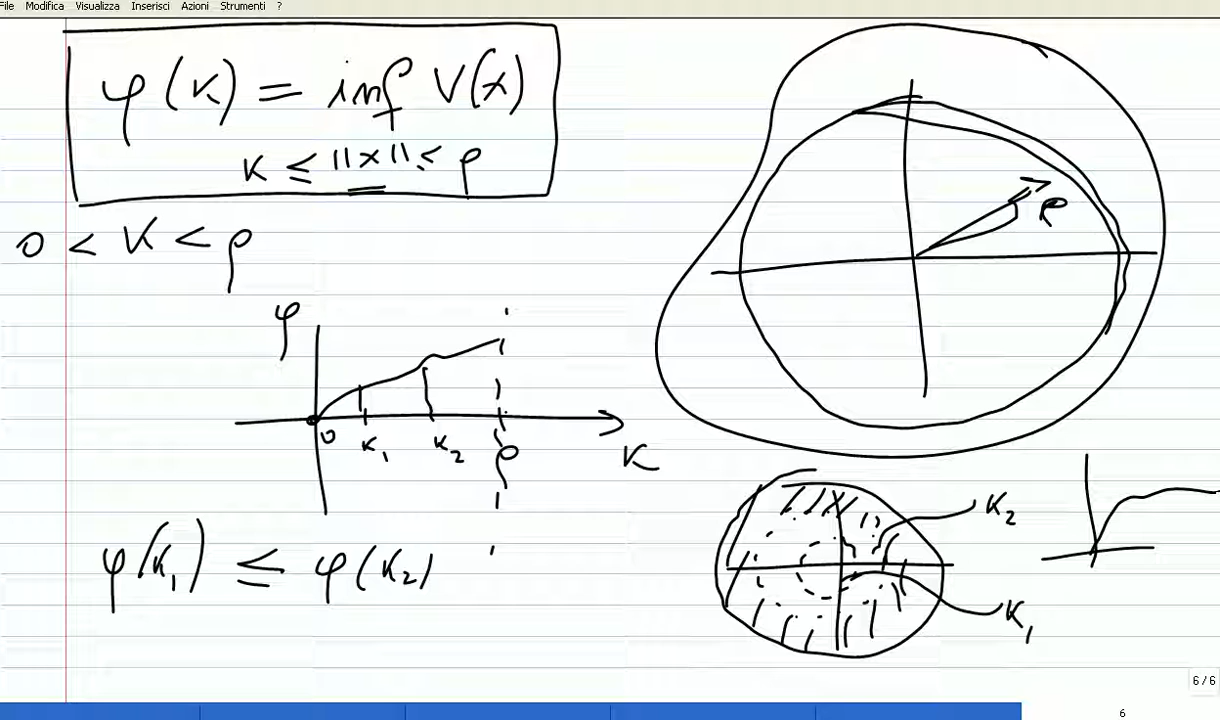 File Modifica Visualizza Inserisci Azioni Strumenti ?
φ(K) = inf V(x)
K ≤ ||x|| ≤ ρ
0 < K < ρ
ρ
φ
0 K₁ K₂ ρ K
φ(K₁) ≤ φ(K₂)
K₂
K₁
6/6
6